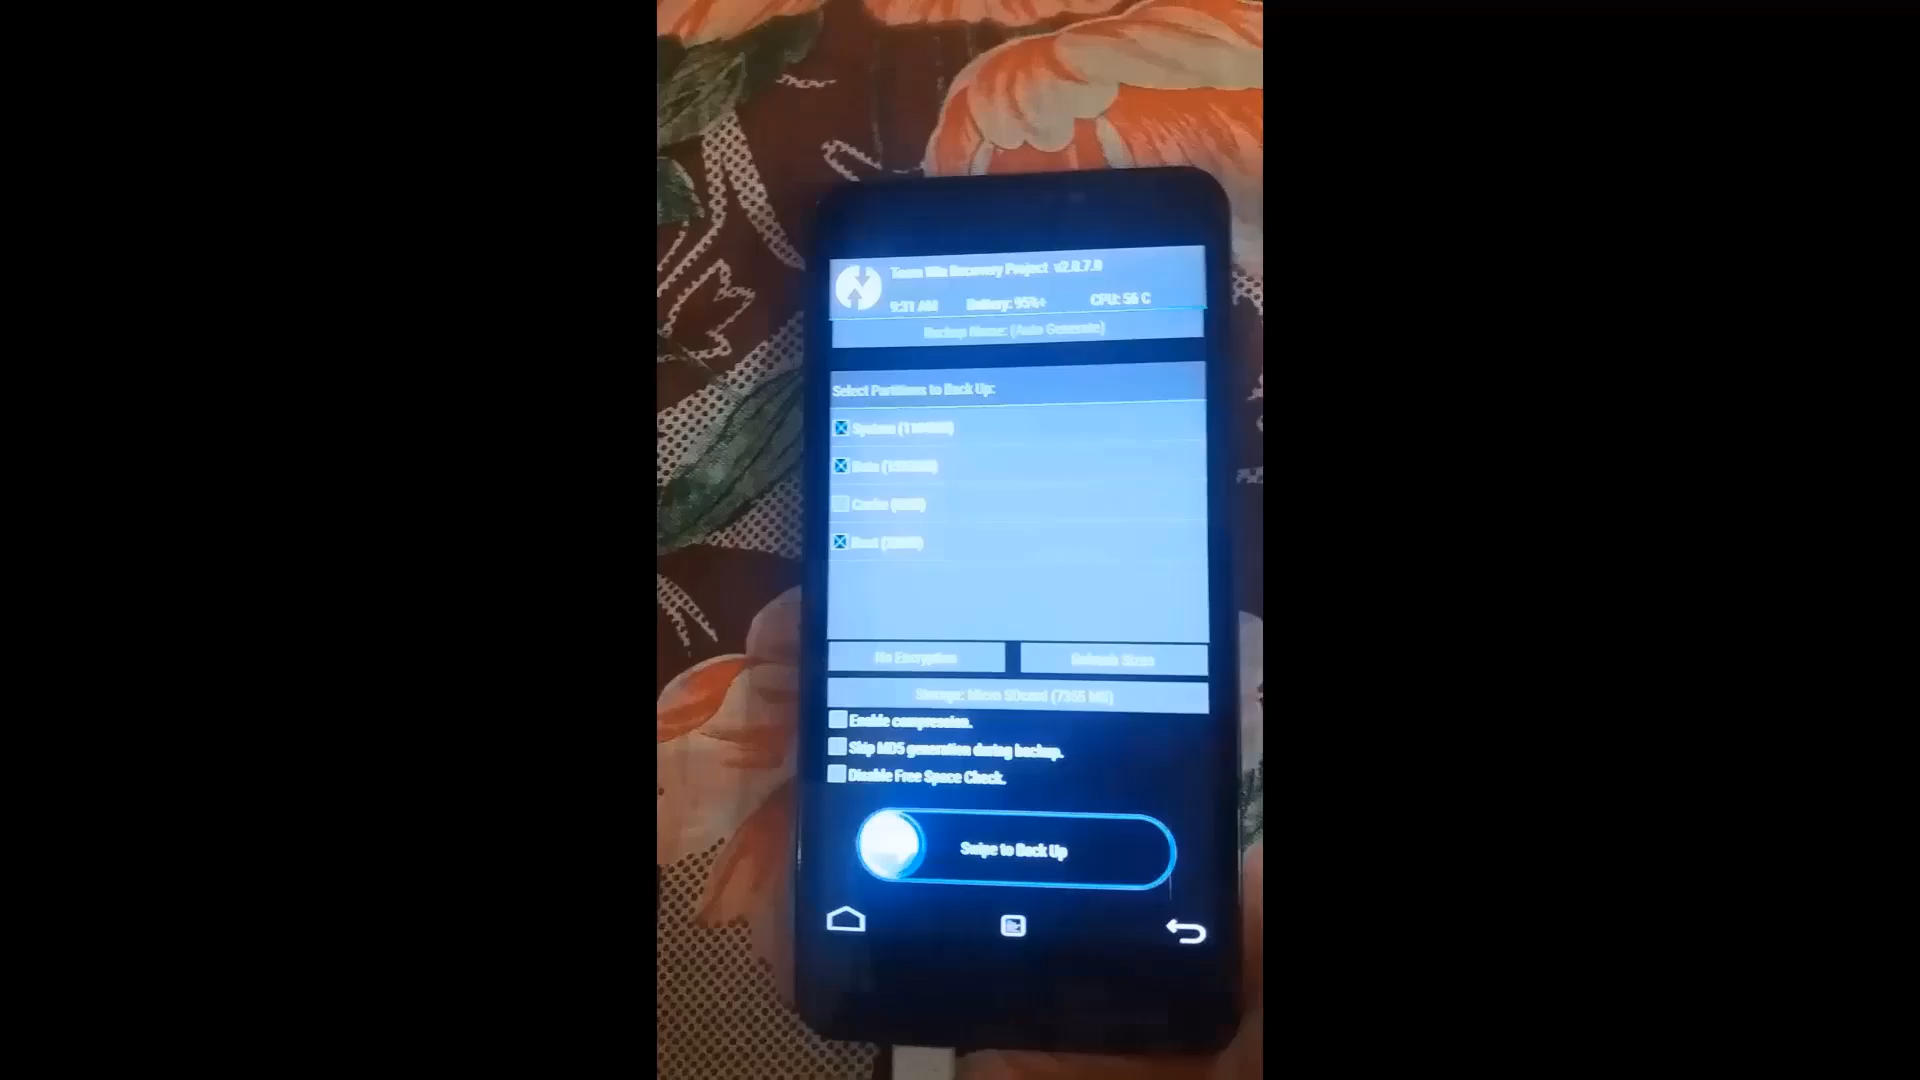 Team Win Recovery Project v2.8.7.0
9:31 AM Battery: 95%+ CPU: 56 C
Backup Name: (Auto Generate)
Select Partitions to Back Up:
System
Data
Cache
Boot
No Encryption Refresh Sizes
Storage: Micro SDcard (7355 MB)
Enable compression.
Skip MD5 generation during backup.
Disable Free Space Check.
Swipe to Back Up